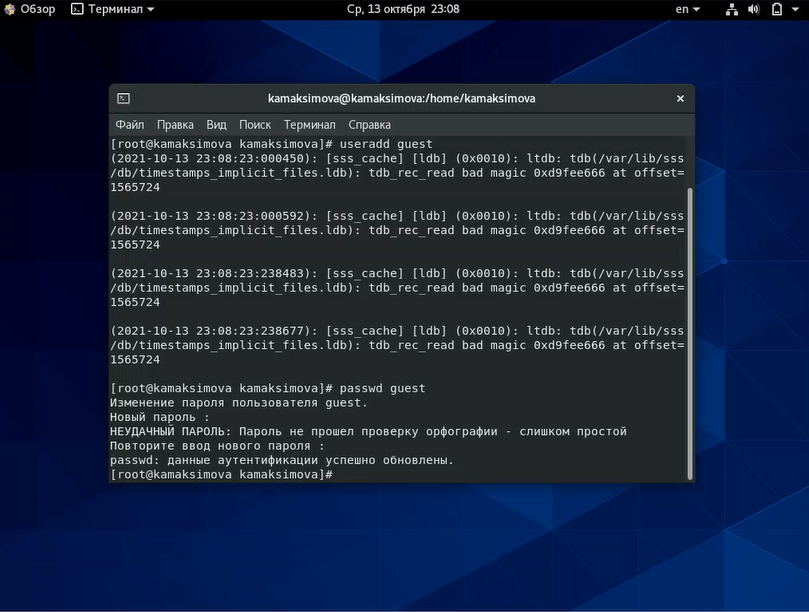 Обзор Терминал Ср, 13 октября 23:08 en
kamaksimova@kamaksimova:/home/kamaksimova
Файл Правка Вид Поиск Терминал Справка
[root@kamaksimova kamaksimova]# useradd guest
(2021-10-13 23:08:23:000450): [sss_cache] [ldb] (0x0010): ltdb: tdb(/var/lib/sss
/db/timestamps_implicit_files.ldb): tdb_rec_read bad magic 0xd9fee666 at offset=
1565724
(2021-10-13 23:08:23:000592): [sss_cache] [ldb] (0x0010): ltdb: tdb(/var/lib/sss
/db/timestamps_implicit_files.ldb): tdb_rec_read bad magic 0xd9fee666 at offset=
1565724
(2021-10-13 23:08:23:238483): [sss_cache] [ldb] (0x0010): ltdb: tdb(/var/lib/sss
/db/timestamps_implicit_files.ldb): tdb_rec_read bad magic 0xd9fee666 at offset=
1565724
(2021-10-13 23:08:23:238677): [sss_cache] [ldb] (0x0010): ltdb: tdb(/var/lib/sss
/db/timestamps_implicit_files.ldb): tdb_rec_read bad magic 0xd9fee666 at offset=
1565724
[root@kamaksimova kamaksimova]# passwd guest
Изменение пароля пользователя guest.
Новый пароль :
НЕУДАЧНЫЙ ПАРОЛЬ: Пароль не прошел проверку орфографии - слишком простой
Повторите ввод нового пароля :
passwd: данные аутентификации успешно обновлены.
[root@kamaksimova kamaksimova]#